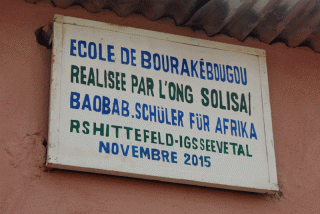 ECOLE DE BOURAKÉBOUGOU
REALISEE PAR L'ONG SOLISA/
BAOBAB.SCHÜLER FÜR AFRIKA
RSHITTEFELD-IGSSEEVETAL
NOVEMBRE 2015